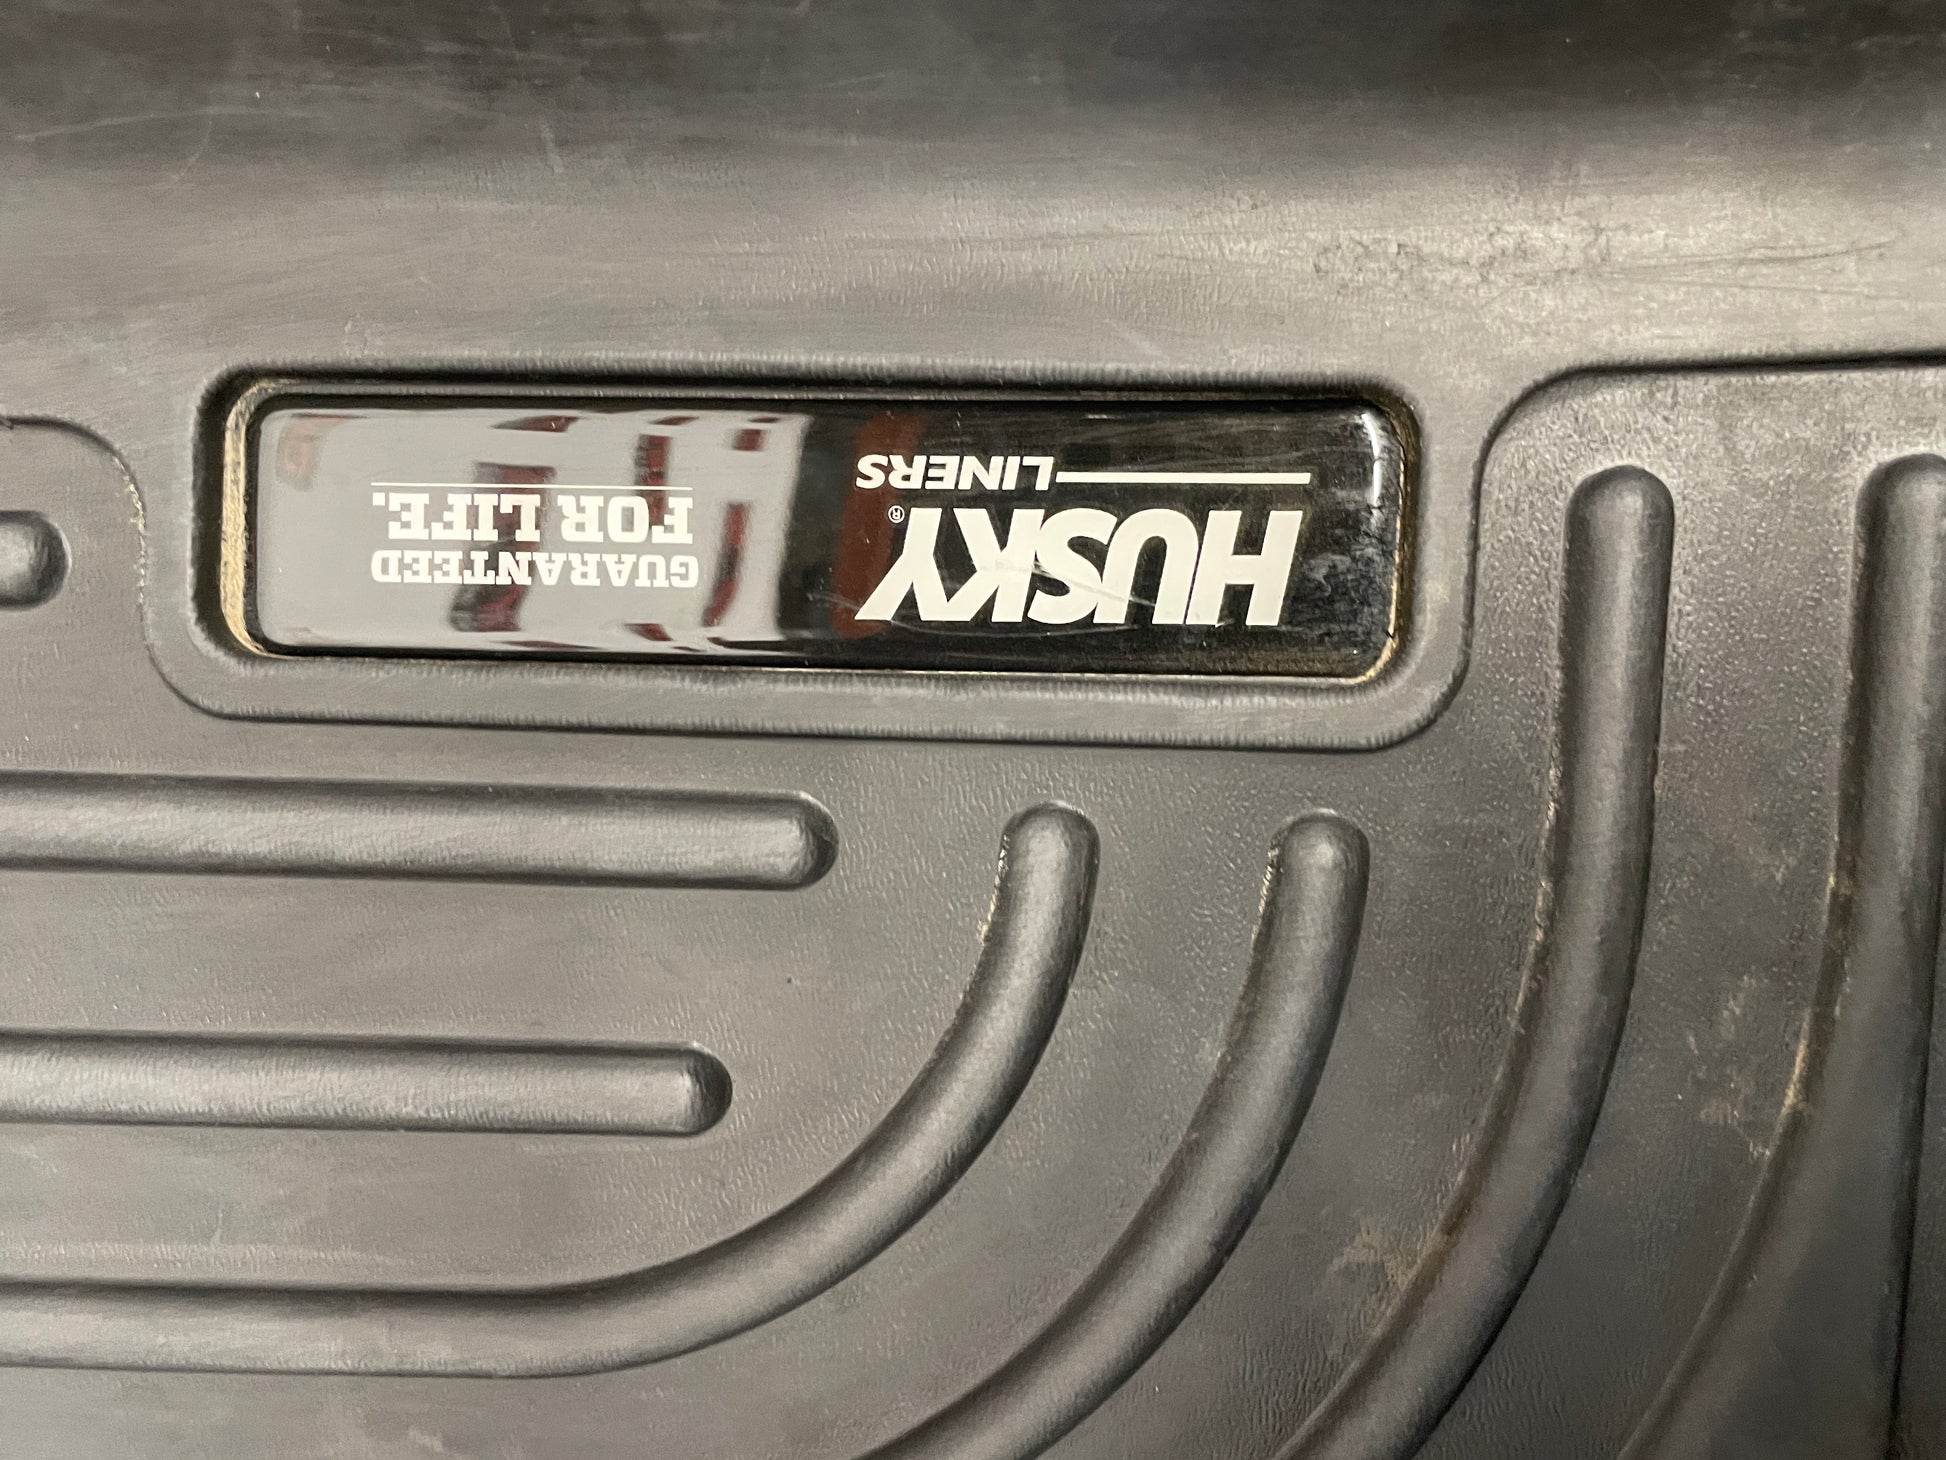 HUSKY®
LINERS
GUARANTEED
FOR LIFE.